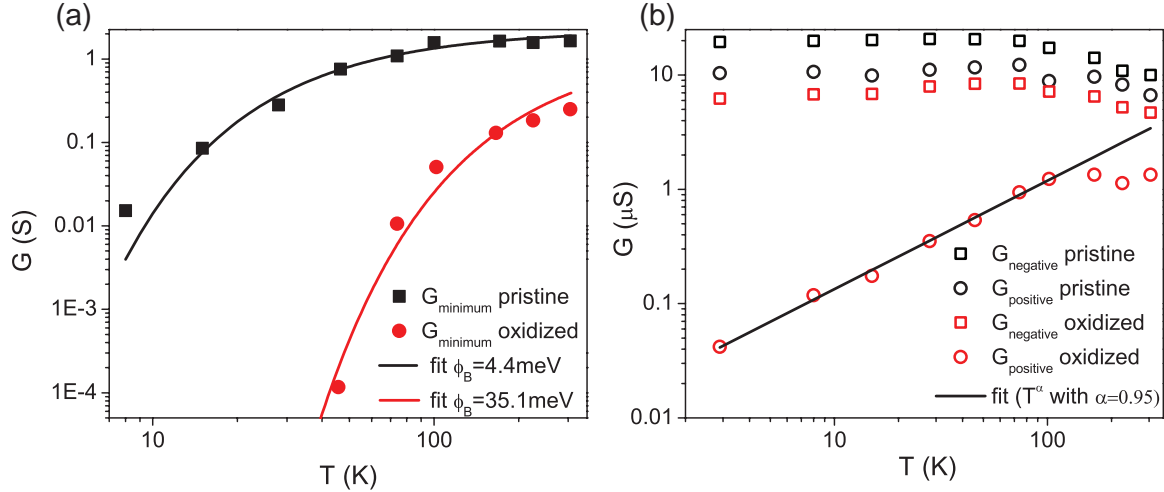 (a)
1
0.1
0.01
1E-3
1E-4
G (S)
10
100
T (K)
G_minimum pristine
G_minimum oxidized
fit ϕ_B=4.4meV
fit ϕ_B=35.1meV
(b)
10
1
0.1
0.01
G (μS)
10
100
T (K)
G_negative pristine
G_positive pristine
G_negative oxidized
G_positive oxidized
fit (T^α with α=0.95)